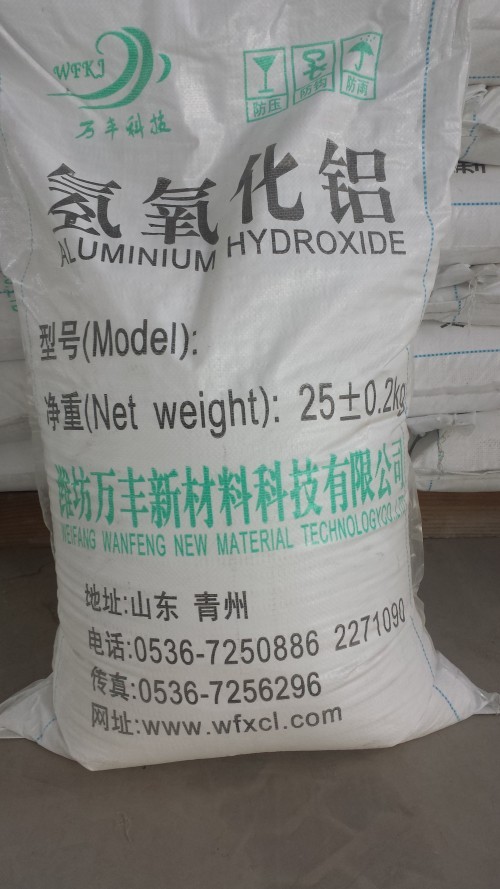 WFKJ
万丰科技
防压
防钩
防雨
氢氧化铝
ALUMINIUM HYDROXIDE
型号(Model):
净重(Net weight): 25±0.2kg
潍坊万丰新材料科技有限公司
WEIFANG WANFENG NEW MATERIAL TECHNOLOGYCO.,LTD
地址:山东 青州
电话:0536-7250886 2271090
传真:0536-7256296
网址:www.wfxcl.com